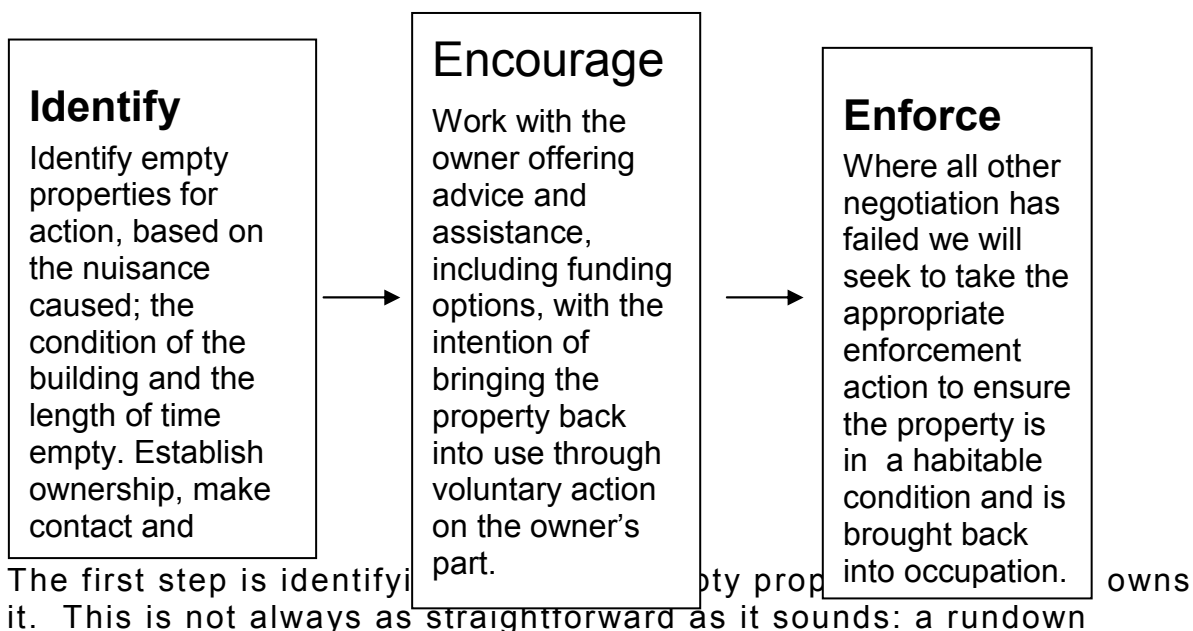 Identify
Identify empty
properties for
action, based on
the nuisance
caused; the
condition of the
building and the
length of time
empty. Establish
ownership, make
contact and
Encourage
Work with the
owner offering
advice and
assistance,
including funding
options, with the
intention of
bringing the
property back
into use through
voluntary action
on the owner's
part.
Enforce
Where all other
negotiation has
failed we will
seek to take the
appropriate
enforcement
action to ensure
the property is
in a habitable
condition and is
brought back
into occupation.
The first step is owns
it. This is not always as straightforward as it sounds: a rundown